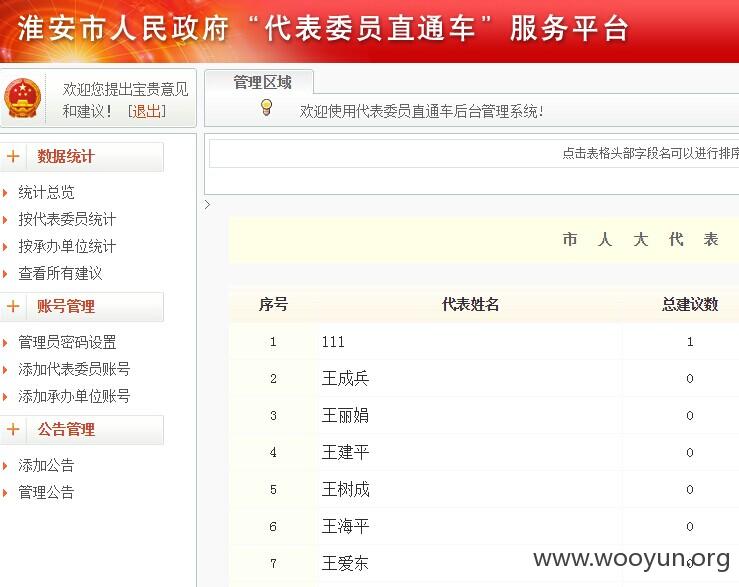 淮安市人民政府“代表委员直通车”服务平台
欢迎您提出宝贵意见
和建议！ [退出]
管理区域
欢迎使用代表委员直通车后台管理系统!
点击表格头部字段名可以进行排序
数据统计
统计总览
按代表委员统计
按承办单位统计
查看所有建议
账号管理
管理员密码设置
添加代表委员账号
添加承办单位账号
公告管理
添加公告
管理公告
>
市 人 大 代 表
序号 代表姓名 总建议数
1 111 1
2 王成兵 0
3 王丽娟 0
4 王建平 0
5 王树成 0
6 王海平 0
7 王爱东 0
www.wooyun.org